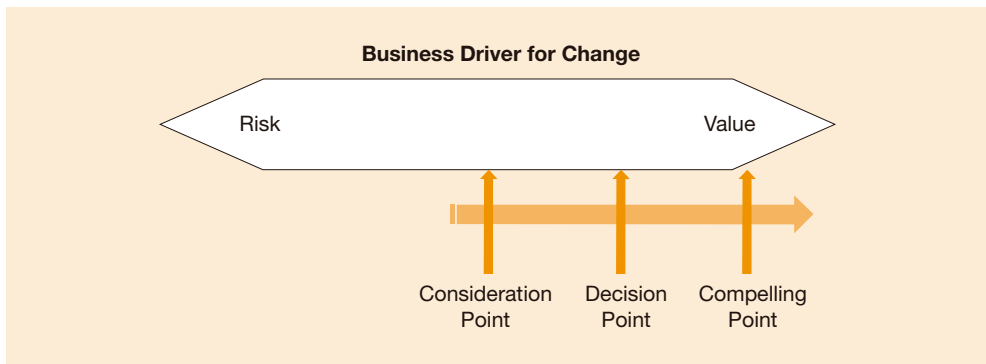 Business Driver for Change
Risk
Value
Consideration
Point
Decision
Point
Compelling
Point